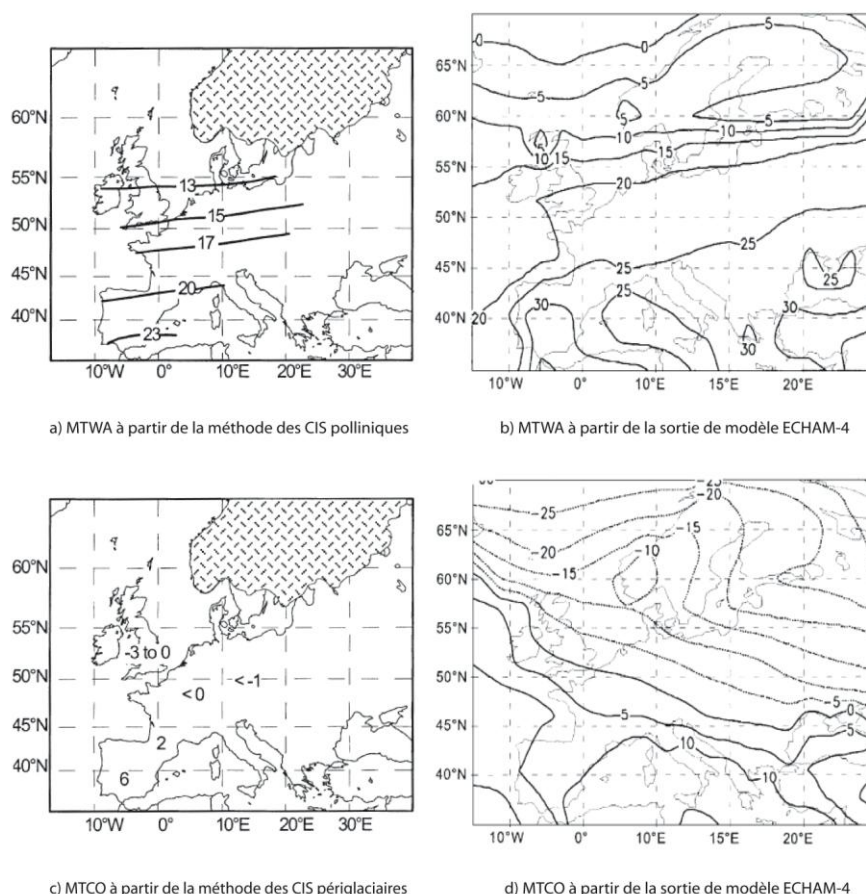 60°N
55°N
13
50°N
15
17
45°N
20
40°N
23
10°W 0° 10°E 20°E 30°E
a) MTWA à partir de la méthode des CIS polliniques
0
0
5
65°N
5
5
60°N
5
5
10
10
10
15
15
55°N
20
50°N
25
45°N
25
25
25
30
30
40°N
20
30
10°W 0° 10°E 15°E 20°E
b) MTWA à partir de la sortie de modèle ECHAM-4
60°N
55°N
-3 to 0
50°N
< -1
< 0
45°N
2
40°N
6
10°W 0° 10°E 20°E 30°E
c) MTCO à partir de la méthode des CIS périglaciaires
-25
-20
-25
65°N
-20
-15
-15
-10
60°N
55°N
50°N
-5
0
45°N
5
5
10
40°N
10
10°W 0° 10°E 15°E 20°E
d) MTCO à partir de la sortie de modèle ECHAM-4